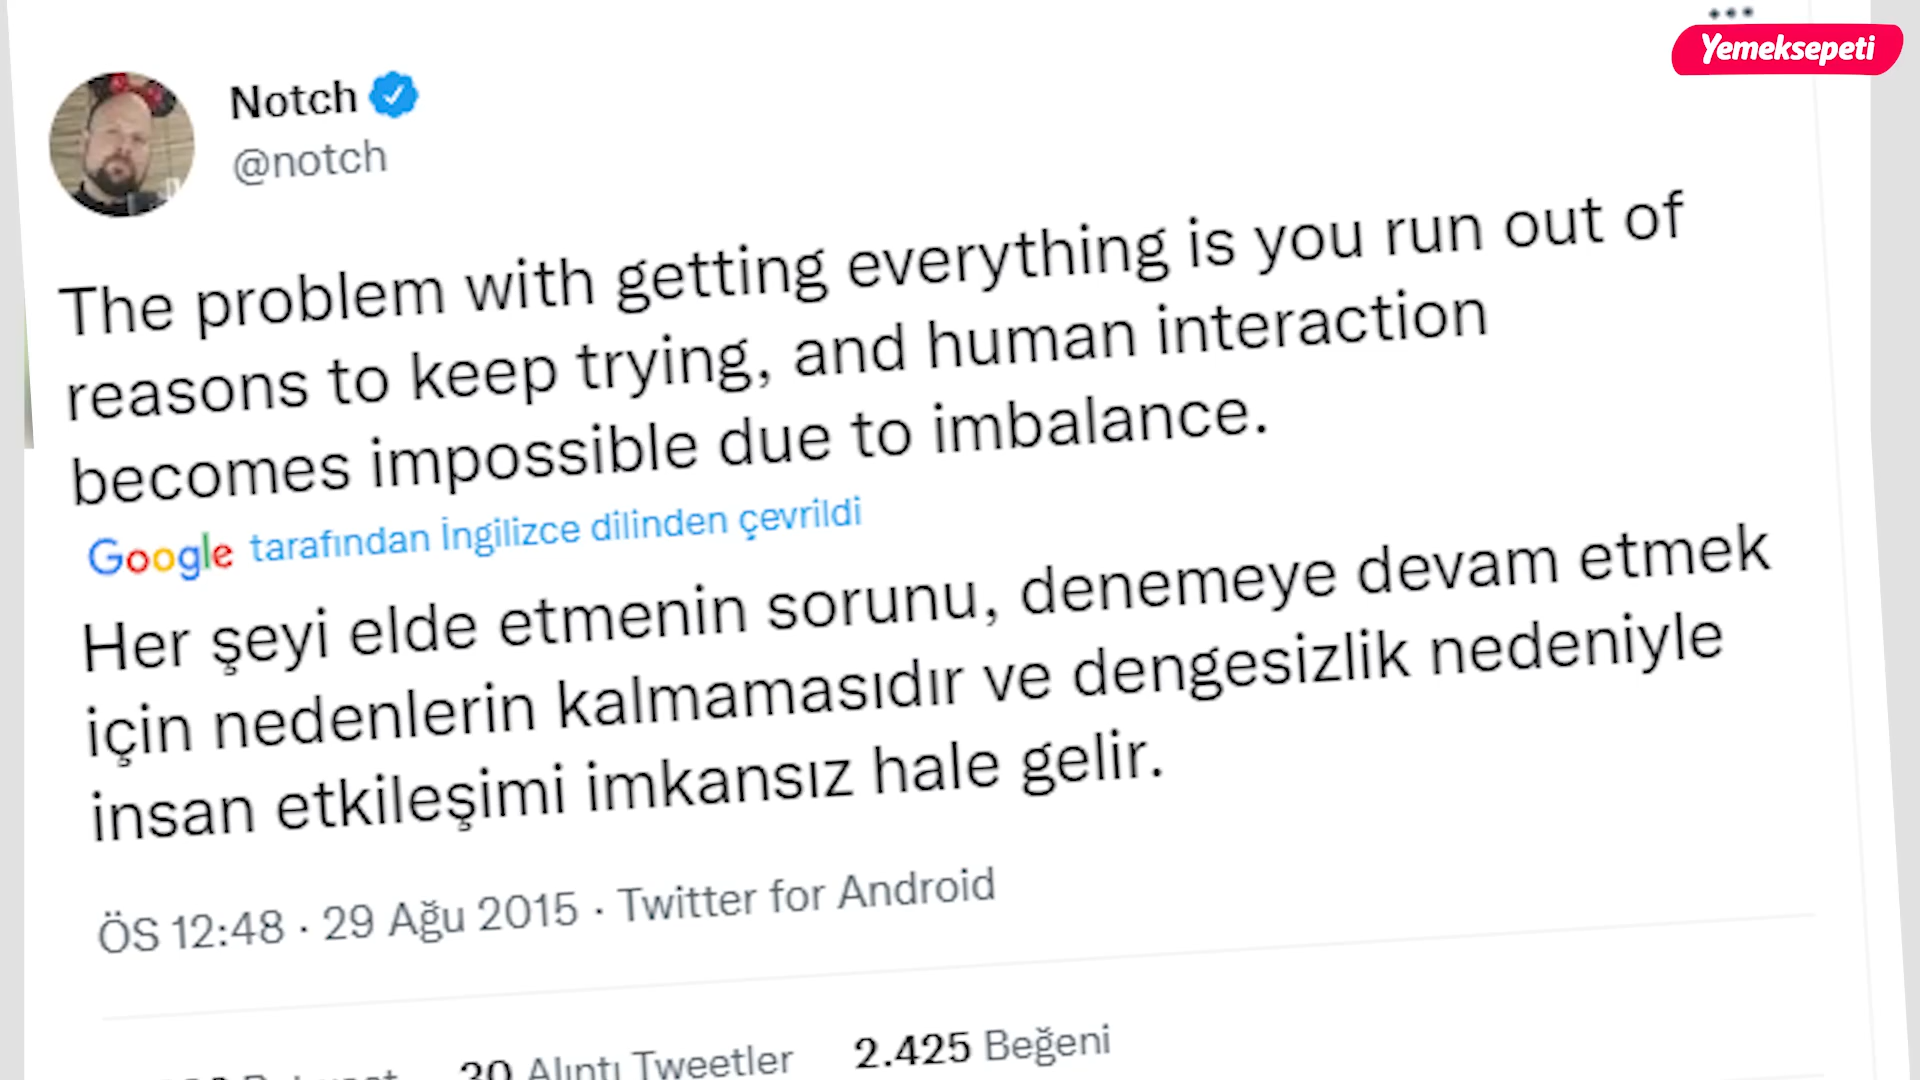 Yemeksepeti
Notch
@notch
The problem with getting everything is you run out of
reasons to keep trying, and human interaction
becomes impossible due to imbalance.
Google tarafından İngilizce dilinden çevrildi
Her şeyi elde etmenin sorunu, denemeye devam etmek
için nedenlerin kalmamasıdır ve dengesizlik nedeniyle
insan etkileşimi imkansız hale gelir.
ÖS 12:48 · 29 Ağu 2015 · Twitter for Android
30 Alıntı Tweetler 2.425 Beğeni